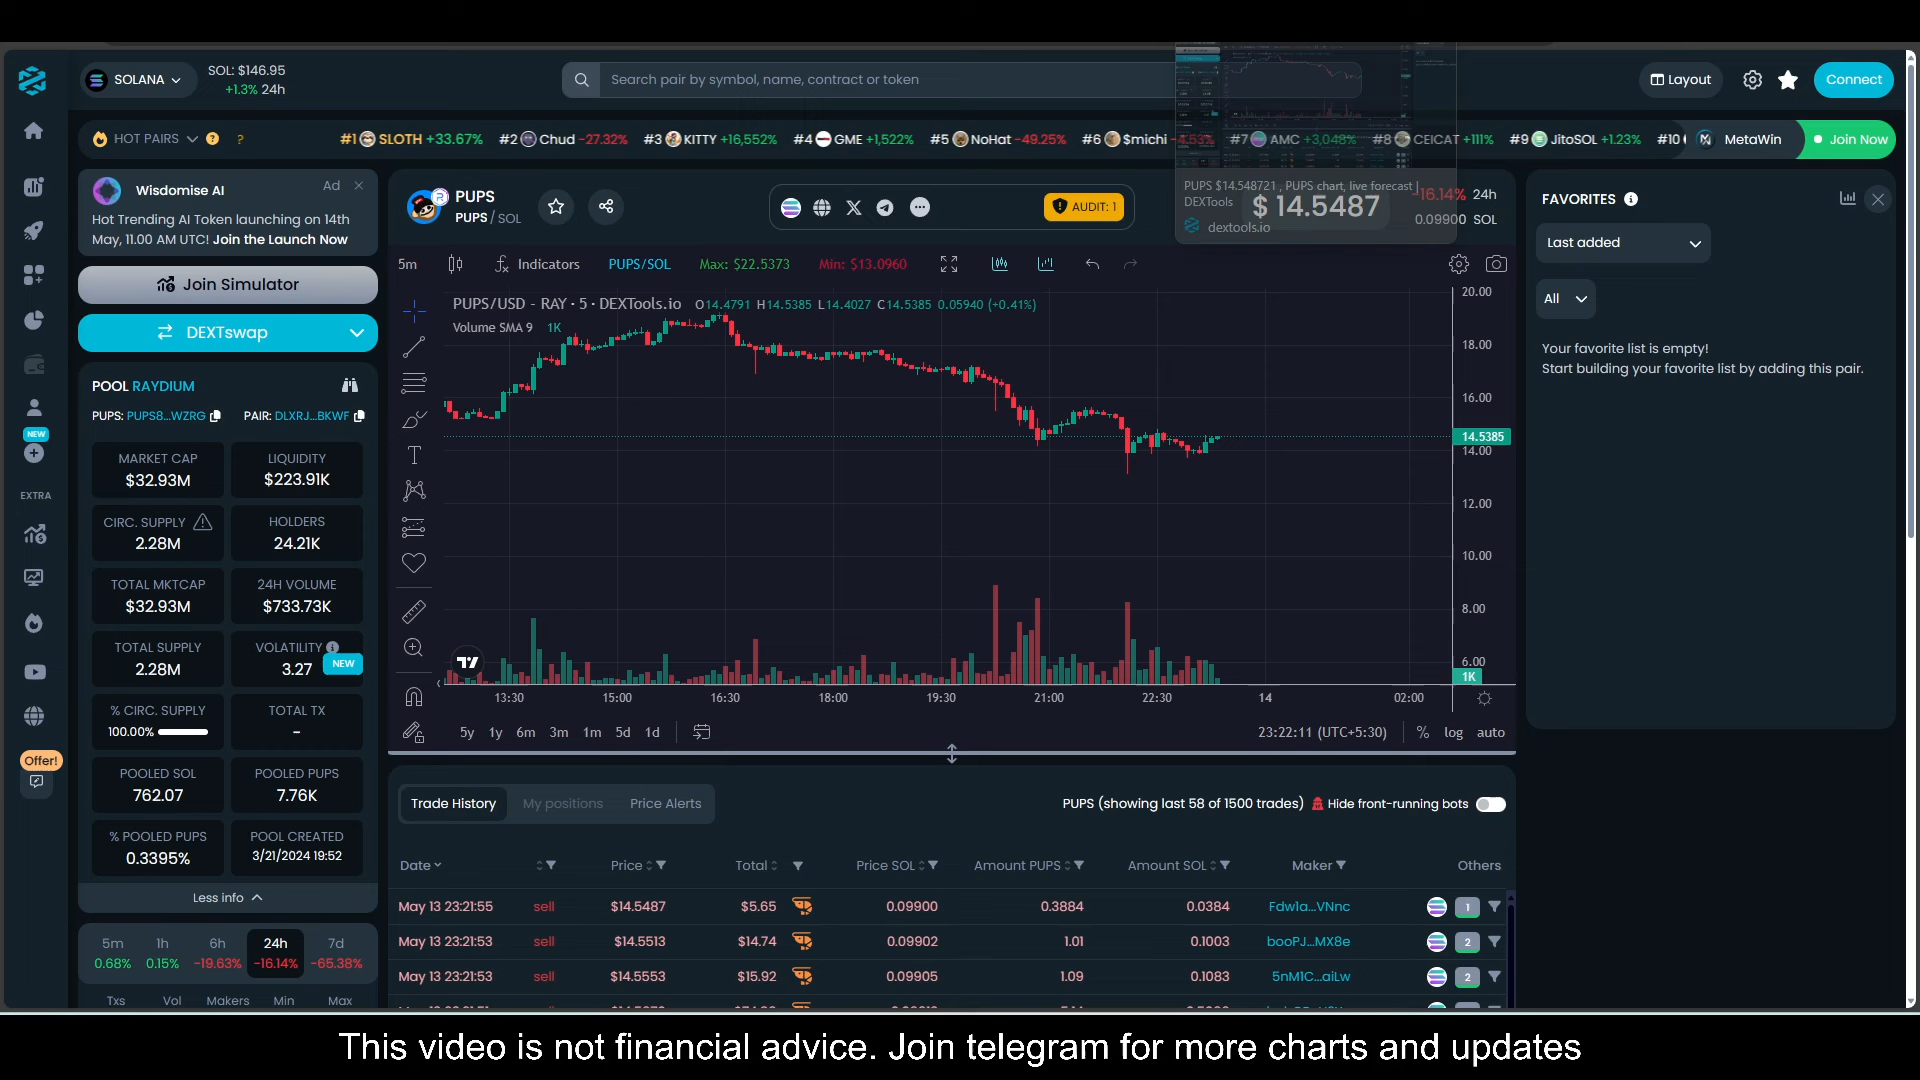 SOLANA
SOL: $146.95
+1.3% 24h
Search pair by symbol, name, contract or token
Layout
Connect
HOT PAIRS
?
?
#1 SLOTH +33.67%
#2 Chud -27.32%
#3 KITTY +16,552%
#4 GME +1,522%
#5 NoHat -49.25%
#6 $michi -4.53%
#7 AMC +3,048%
#8 CEICAT +111%
#9 JitoSOL +1.23%
#10
MetaWin
Join Now
Wisdomise AI
Ad
Hot Trending AI Token launching on 14th
May, 11.00 AM UTC! Join the Launch Now
Join Simulator
DEXTswap
POOL RAYDIUM
PUPS: PUPS8...WZRG
PAIR: DLXRJ...BKWF
MARKET CAP
$32.93M
LIQUIDITY
$223.91K
CIRC. SUPPLY
2.28M
HOLDERS
24.21K
TOTAL MKTCAP
$32.93M
24H VOLUME
$733.73K
TOTAL SUPPLY
2.28M
VOLATILITY
3.27
NEW
% CIRC. SUPPLY
100.00%
TOTAL TX
-
POOLED SOL
762.07
POOLED PUPS
7.76K
% POOLED PUPS
0.3395%
POOL CREATED
3/21/2024 19:52
Less info
5m
0.68%
1h
0.15%
6h
-19.63%
24h
-16.14%
7d
-65.38%
Txs Vol Makers Min Max
NEW
EXTRA
Offer!
PUPS
PUPS / SOL
AUDIT: 1
PUPS $14.548721 , PUPS chart, live forecast |
DEXTools
dextools.io
$ 14.5487
-16.14% 24h
0.09900 SOL
5m
Indicators
PUPS/SOL
Max: $22.5373
Min: $13.0960
PUPS/USD - RAY · 5 · DEXTools.io O14.4791 H14.5385 L14.4027 C14.5385 0.05940 (+0.41%)
Volume SMA 9 1K
20.00
18.00
16.00
14.5385
14.00
12.00
10.00
8.00
6.00
1K
13:30 15:00 16:30 18:00 19:30 21:00 22:30 14 02:00
5y 1y 6m 3m 1m 5d 1d
23:22:11 (UTC+5:30) % log auto
FAVORITES
Last added
All
Your favorite list is empty!
Start building your favorite list by adding this pair.
Trade History
My positions
Price Alerts
PUPS (showing last 58 of 1500 trades)
Hide front-running bots
Date Price Total Price SOL Amount PUPS Amount SOL Maker Others
May 13 23:21:55 sell $14.5487 $5.65 0.09900 0.3884 0.0384 Fdw1a...VNnc 1
May 13 23:21:53 sell $14.5513 $14.74 0.09902 1.01 0.1003 booPJ...MX8e 2
May 13 23:21:53 sell $14.5553 $15.92 0.09905 1.09 0.1083 5nM1C...aiLw 2
This video is not financial advice. Join telegram for more charts and updates